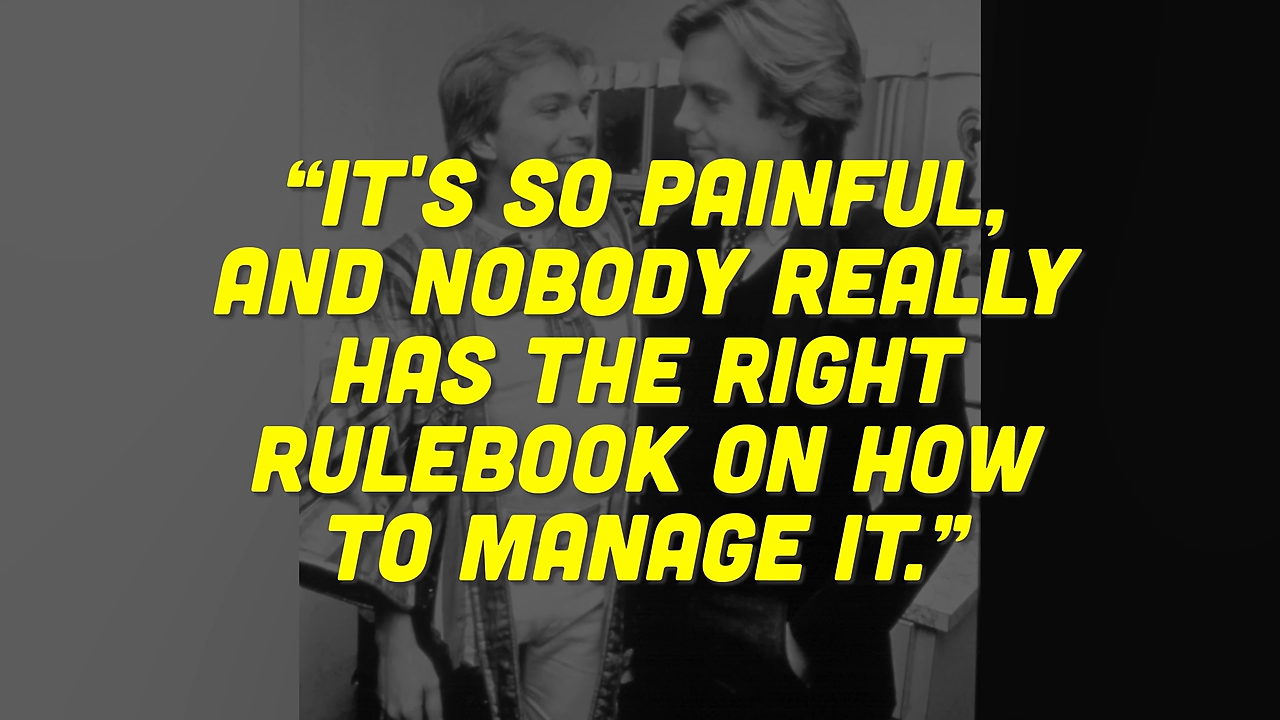 “IT'S SO PAINFUL,
AND NOBODY REALLY
HAS THE RIGHT
RULEBOOK ON HOW
TO MANAGE IT.”